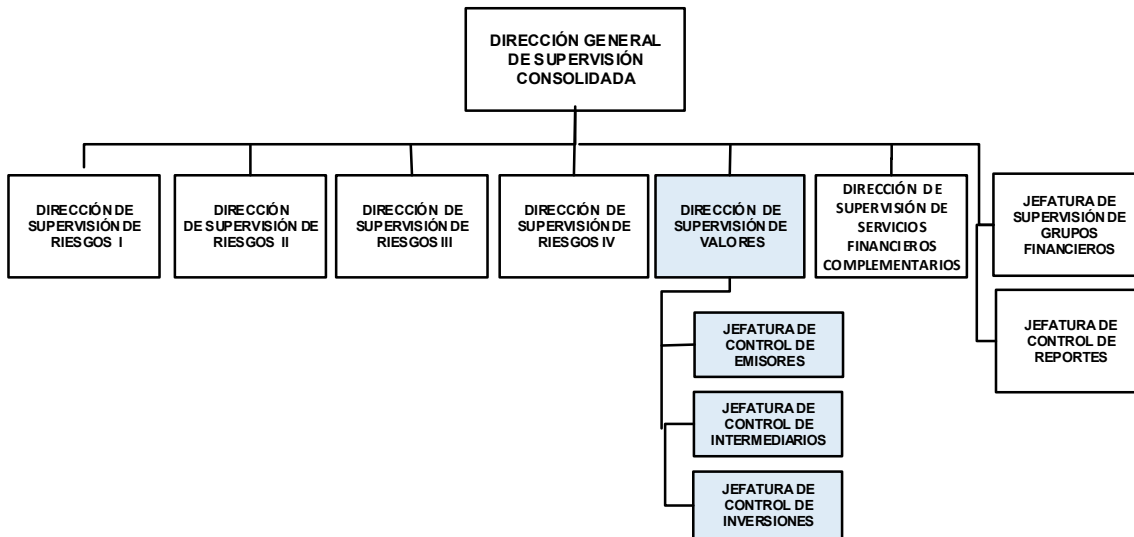 DIRECCIÓN GENERAL
DE SUPERVISIÓN
CONSOLIDADA
DIRECCIÓN DE
SUPERVISIÓN DE
RIESGOS I
DIRECCIÓN
DE SUPERVISIÓN DE
RIESGOS II
DIRECCIÓN DE
SUPERVISIÓN DE
RIESGOS III
DIRECCIÓN DE
SUPERVISIÓN DE
RIESGOS IV
DIRECCIÓN DE
SUPERVISIÓN DE
VALORES
DIRECCIÓN DE
SUPERVISIÓN DE
SERVICIOS
FINANCIEROS
COMPLEMENTARIOS
JEFATURA DE
SUPERVISIÓN DE
GRUPOS
FINANCIEROS
JEFATURA DE
CONTROL DE
REPORTES
JEFATURA DE
CONTROL DE
EMISORES
JEFATURA DE
CONTROL DE
INTERMEDIARIOS
JEFATURA DE
CONTROL DE
INVERSIONES